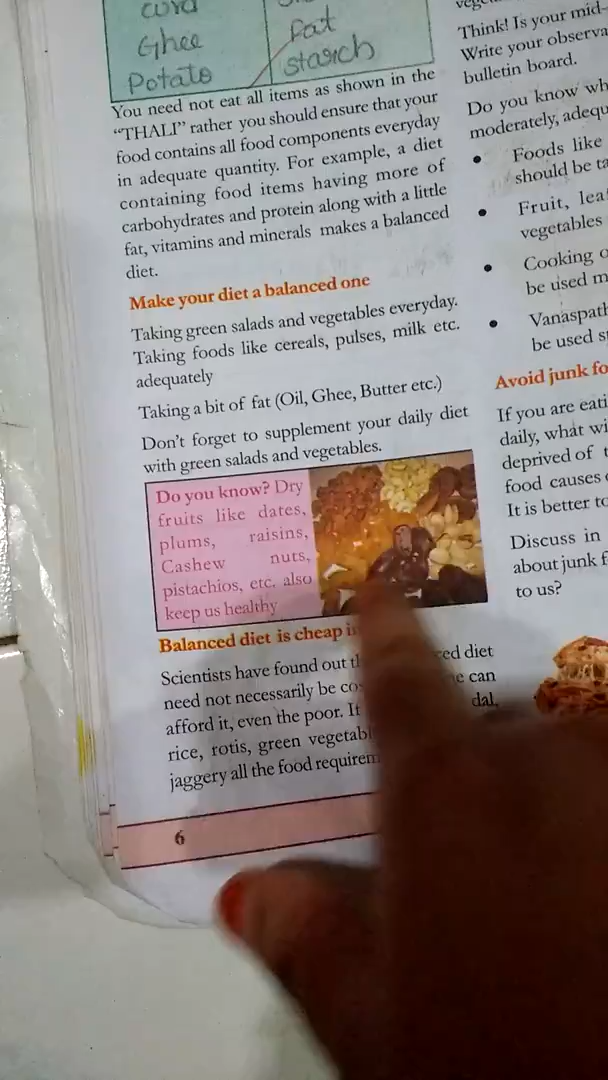 Ghee
Potato
fat
starch
You need not eat all items as shown in the
"THALI" rather you should ensure that your
food contains all food components everyday
in adequate quantity. For example, a diet
containing food items having more of
carbohydrates and protein along with a little
fat, vitamins and minerals makes a balanced
diet.
Make your diet a balanced one
Taking green salads and vegetables everyday.
Taking foods like cereals, pulses, milk etc.
adequately
Taking a bit of fat (Oil, Ghee, Butter etc.)
Don't forget to supplement your daily diet
with green salads and vegetables.
Do you know? Dry
fruits like dates,
plums, raisins,
Cashew nuts,
pistachios, etc. also
keep us healthy
Balanced diet is cheap
Scientists have found out ced diet
need not necessarily be can
afford it, even the poor. It dal,
rice, rotis, green
jaggery all the food
6
Think! Is your mid-
Write your
bulletin board.
Do you know
moderately,
• Foods like
should be
• Fruit,
vegetables
• Cooking
be used
•
be used
Avoid junk
If you are
daily, what
deprived of
food causes
It is better
Discuss in
about junk
to us?